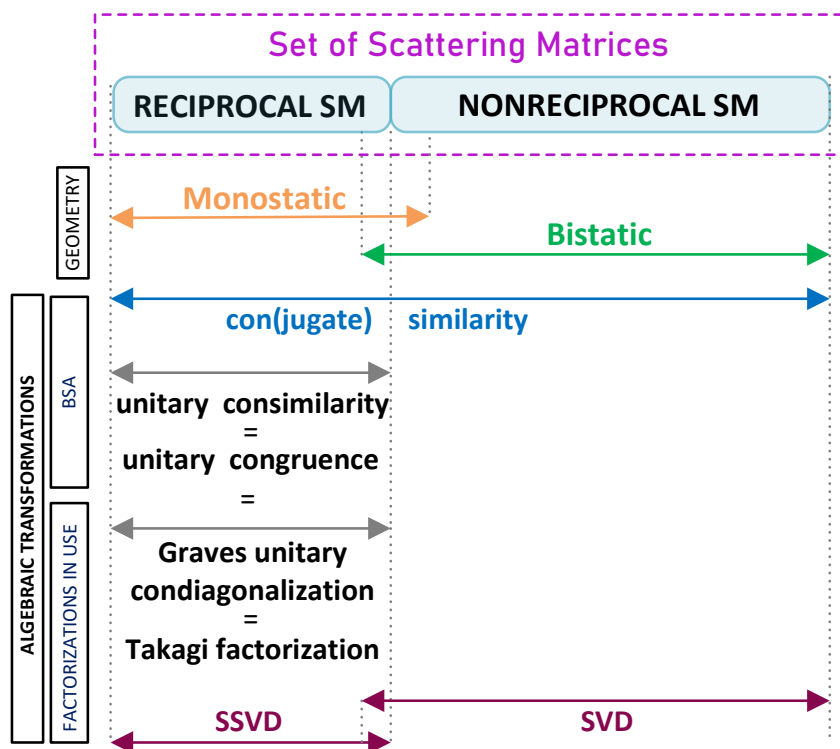 Set of Scattering Matrices
RECIPROCAL SM
NONRECIPROCAL SM
GEOMETRY
Monostatic
Bistatic
ALGEBRAIC TRANSFORMATIONS
BSA
con(jugate) similarity
unitary consimilarity
=
unitary congruence
=
FACTORIZATIONS IN USE
Graves unitary
condiagonalization
=
Takagi factorization
SSVD
SVD